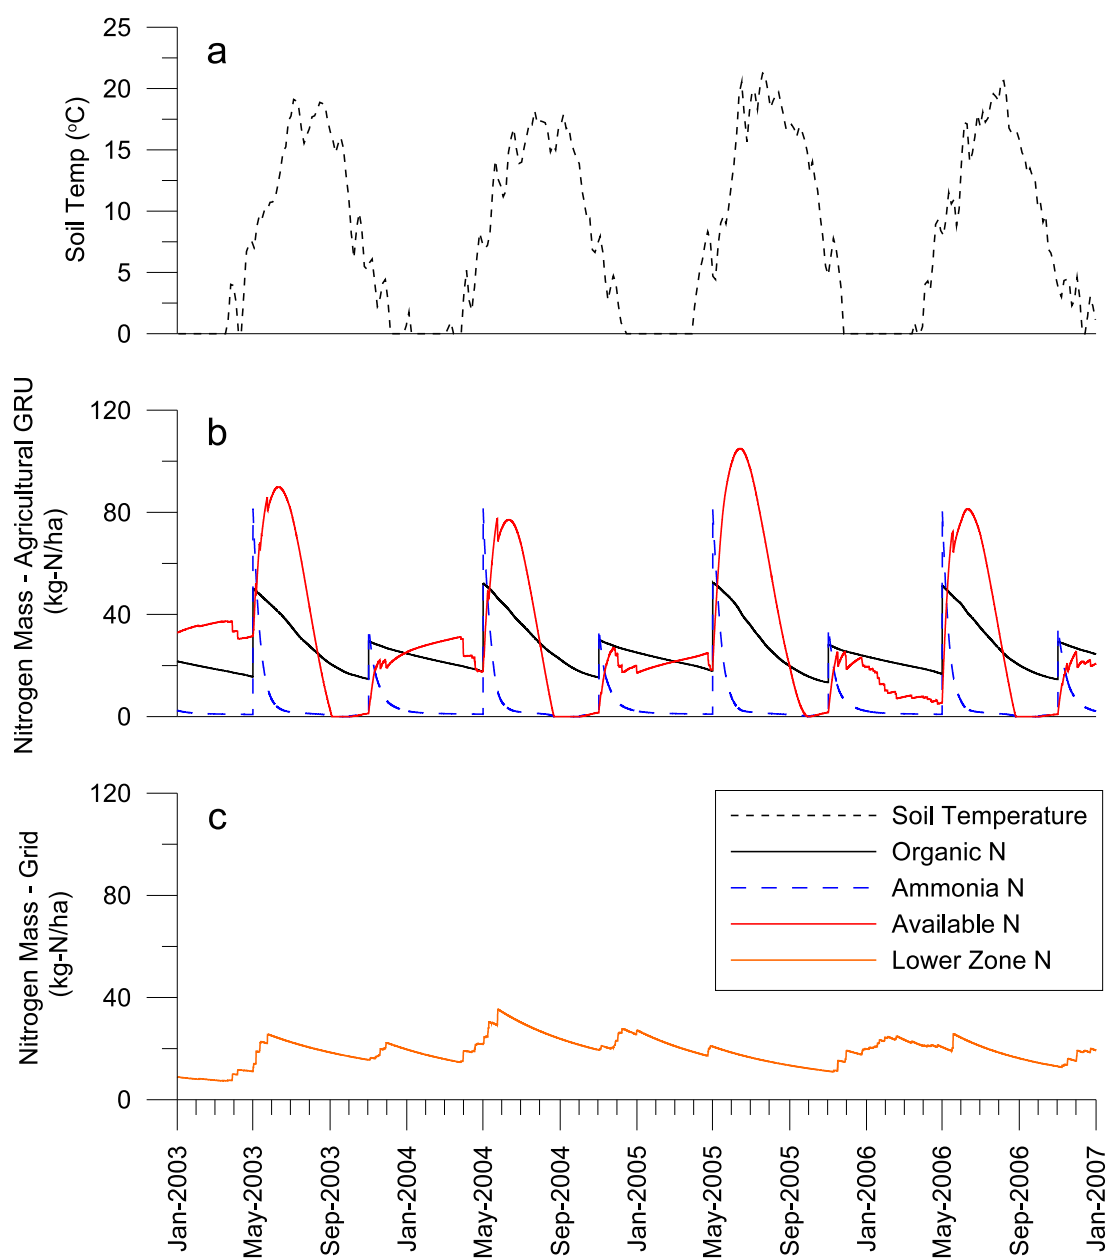 a
Soil Temp (ºC)
25
20
15
10
5
0
b
Nitrogen Mass - Agricultural GRU
(kg-N/ha)
120
80
40
0
c
Nitrogen Mass - Grid
(kg-N/ha)
120
80
40
0
Soil Temperature
Organic N
Ammonia N
Available N
Lower Zone N
Jan-2003
May-2003
Sep-2003
Jan-2004
May-2004
Sep-2004
Jan-2005
May-2005
Sep-2005
Jan-2006
May-2006
Sep-2006
Jan-2007